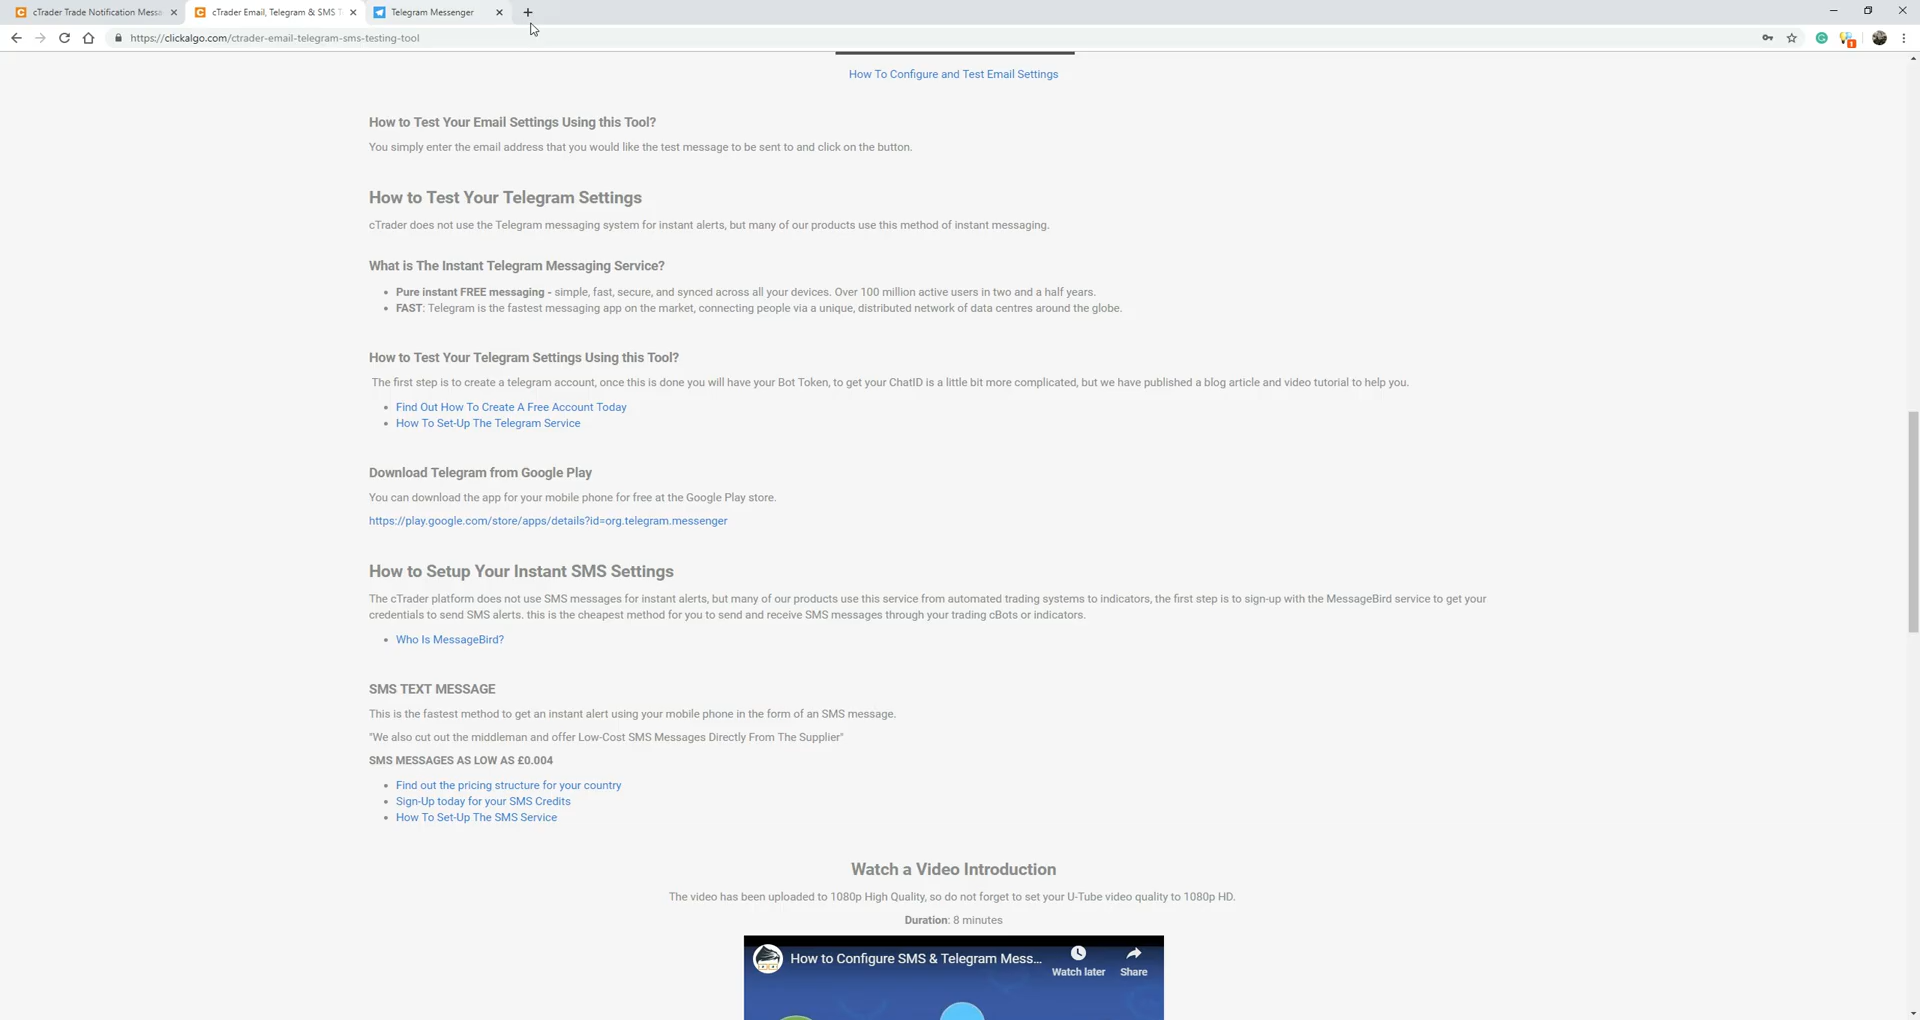 cTrader Trade Notification Messa
cTrader Email, Telegram & SMS T
Telegram Messenger
https://clickalgo.com/ctrader-email-telegram-sms-testing-tool
1
How To Configure and Test Email Settings
How to Test Your Email Settings Using this Tool?
You simply enter the email address that you would like the test message to be sent to and click on the button.
How to Test Your Telegram Settings
cTrader does not use the Telegram messaging system for instant alerts, but many of our products use this method of instant messaging.
What is The Instant Telegram Messaging Service?
• Pure instant FREE messaging - simple, fast, secure, and synced across all your devices. Over 100 million active users in two and a half years.
• FAST: Telegram is the fastest messaging app on the market, connecting people via a unique, distributed network of data centres around the globe.
How to Test Your Telegram Settings Using this Tool?
The first step is to create a telegram account, once this is done you will have your Bot Token, to get your ChatID is a little bit more complicated, but we have published a blog article and video tutorial to help you.
• Find Out How To Create A Free Account Today
• How To Set-Up The Telegram Service
Download Telegram from Google Play
You can download the app for your mobile phone for free at the Google Play store.
https://play.google.com/store/apps/details?id=org.telegram.messenger
How to Setup Your Instant SMS Settings
The cTrader platform does not use SMS messages for instant alerts, but many of our products use this service from automated trading systems to indicators, the first step is to sign-up with the MessageBird service to get your
credentials to send SMS alerts. this is the cheapest method for you to send and receive SMS messages through your trading cBots or indicators.
• Who Is MessageBird?
SMS TEXT MESSAGE
This is the fastest method to get an instant alert using your mobile phone in the form of an SMS message.
"We also cut out the middleman and offer Low-Cost SMS Messages Directly From The Supplier"
SMS MESSAGES AS LOW AS £0.004
• Find out the pricing structure for your country
• Sign-Up today for your SMS Credits
• How To Set-Up The SMS Service
Watch a Video Introduction
The video has been uploaded to 1080p High Quality, so do not forget to set your U-Tube video quality to 1080p HD.
Duration: 8 minutes
How to Configure SMS & Telegram Mess...
Watch later
Share